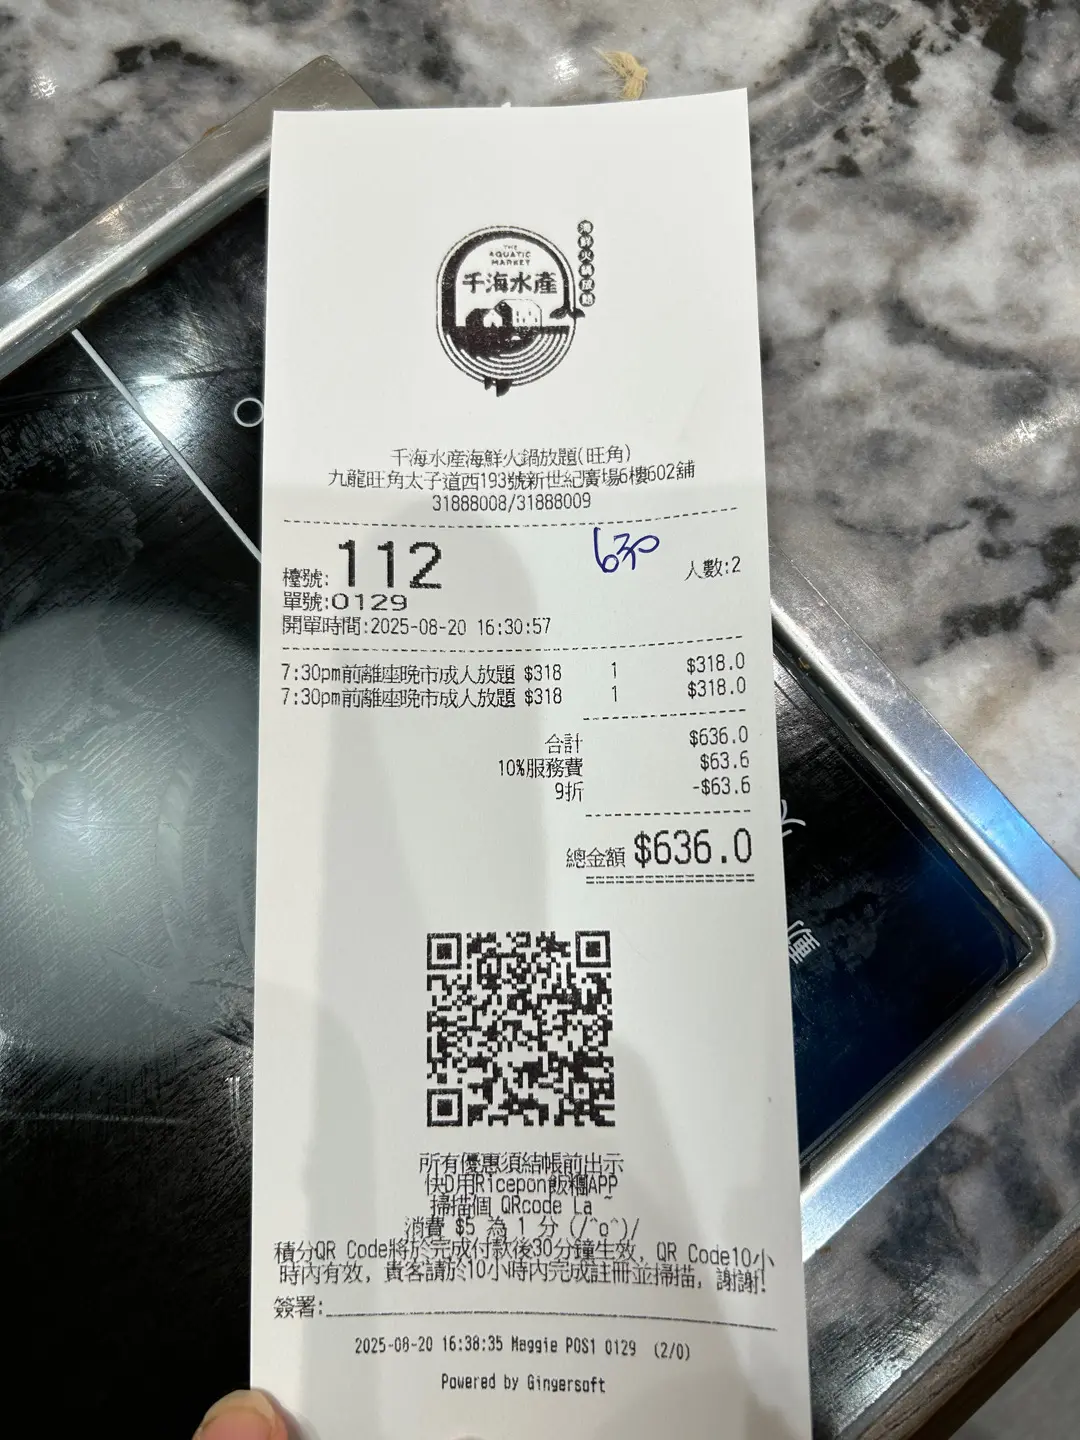 THE
AQUATIC
MARKET
千海水產
千海水產海鮮火鍋放題(旺角)
九龍旺角太子道西193號新世紀廣場6樓602舖
31888008/31888009
檯號: 112
630
人數:2
單號:0129
開單時間:2025-08-20 16:30:57
7:30pm前離座晚市成人放題 $318 1 $318.0
7:30pm前離座晚市成人放題 $318 1 $318.0
合計 $636.0
10%服務費 $63.6
9折 -$63.6
總金額 $636.0
所有優惠須結帳前出示
快D用Ricepon飯糰APP
掃描個 QRcode La ~
消費 $5 為 1 分 (/^o^)/
積分QR Code將於完成付款後30分鐘生效, QR Code10小
時內有效, 貴客請於10小時內完成註冊並掃描, 謝謝!
簽署:
2025-08-20 16:38:35 Maggie POS1 0129 (2/0)
Powered by Gingersoft